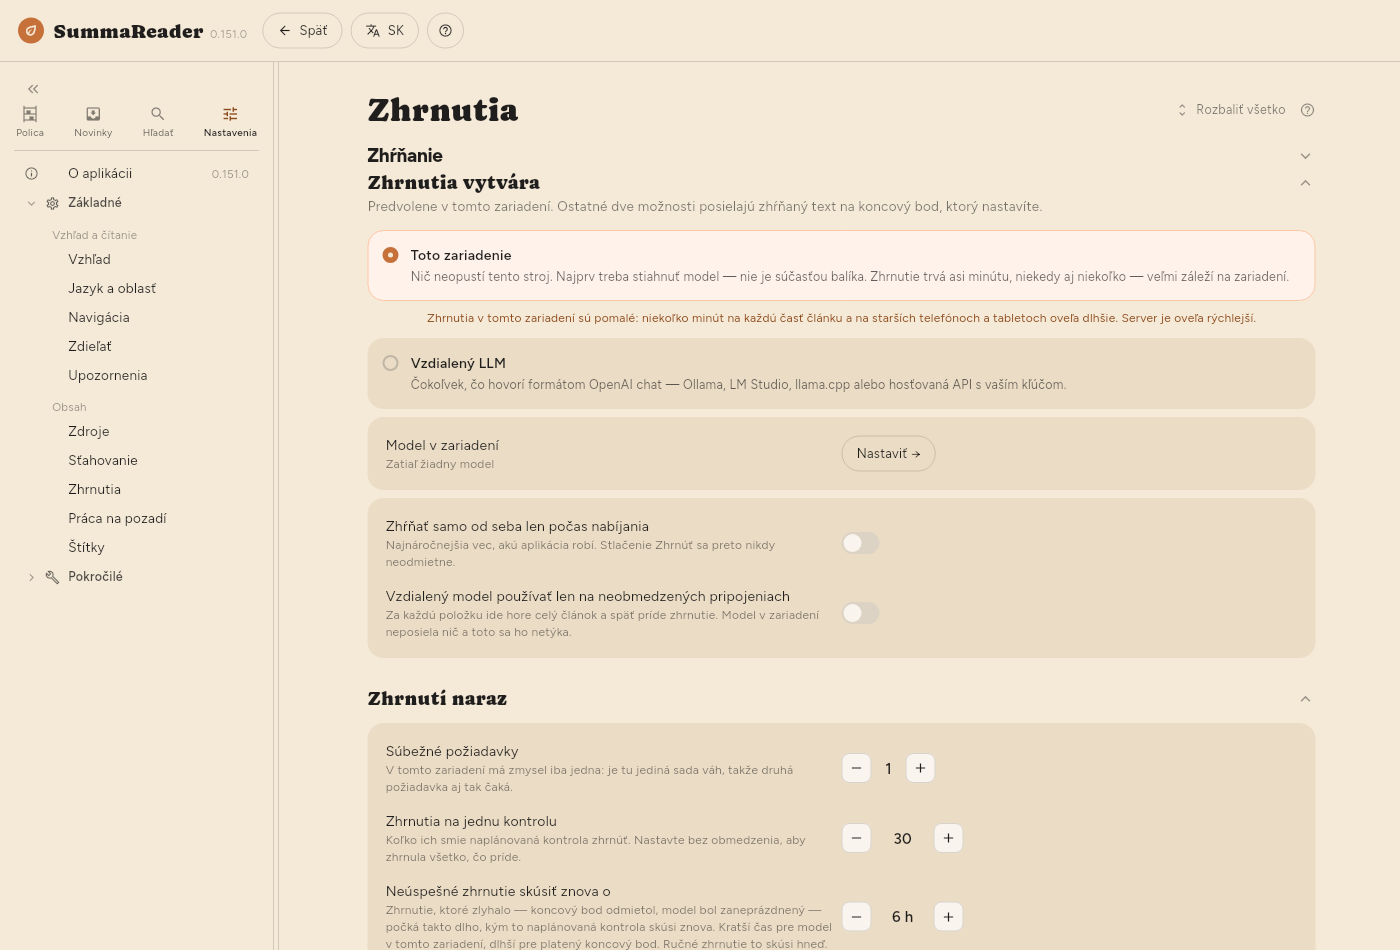 SummaReader 0.151.0
Späť
SK
Polica
Novinky
Hľadať
Nastavenia
O aplikácii 0.151.0
Základné
Vzhľad a čítanie
Vzhľad
Jazyk a oblasť
Navigácia
Zdieľať
Upozornenia
Obsah
Zdroje
Sťahovanie
Zhrnutia
Práca na pozadí
Štítky
Pokročilé
Zhrnutia
Rozbaliť všetko
Zhŕňanie
Zhrnutia vytvára
Predvolene v tomto zariadení. Ostatné dve možnosti posielajú zhŕňaný text na koncový bod, ktorý nastavíte.
Toto zariadenie
Nič neopustí tento stroj. Najprv treba stiahnuť model — nie je súčasťou balíka. Zhrnutie trvá asi minútu, niekedy aj niekoľko — veľmi záleží na zariadení.
Zhrnutia v tomto zariadení sú pomalé: niekoľko minút na každú časť článku a na starších telefónoch a tabletoch oveľa dlhšie. Server je oveľa rýchlejší.
Vzdialený LLM
Čokoľvek, čo hovorí formátom OpenAI chat — Ollama, LM Studio, llama.cpp alebo hosťovaná API s vaším kľúčom.
Model v zariadení
Zatiaľ žiadny model
Nastaviť →
Zhŕňať samo od seba len počas nabíjania
Najnáročnejšia vec, akú aplikácia robí. Stlačenie Zhrnúť sa preto nikdy
neodmietne.
Vzdialený model používať len na neobmedzených pripojeniach
Za každú položku ide hore celý článok a späť príde zhrnutie. Model v zariadení
neposiela nič a toto sa ho netýka.
Zhrnutí naraz
Súbežné požiadavky
V tomto zariadení má zmysel iba jedna: je tu jediná sada váh, takže druhá
požiadavka aj tak čaká.
− 1 +
Zhrnutia na jednu kontrolu
Koľko ich smie naplánovaná kontrola zhrnúť. Nastavte bez obmedzenia, aby
zhrnula všetko, čo príde.
− 30 +
Neúspešné zhrnutie skúsiť znova o
Zhrnutie, ktoré zlyhalo — koncový bod odmietol, model bol zaneprázdnený —
počká takto dlho, kým to naplánovaná kontrola skúsi znova. Kratší čas pre model
v tomto zariadení, dlhší pre platený koncový bod. Ručné zhrnutie to skúsi hneď.
− 6 h +